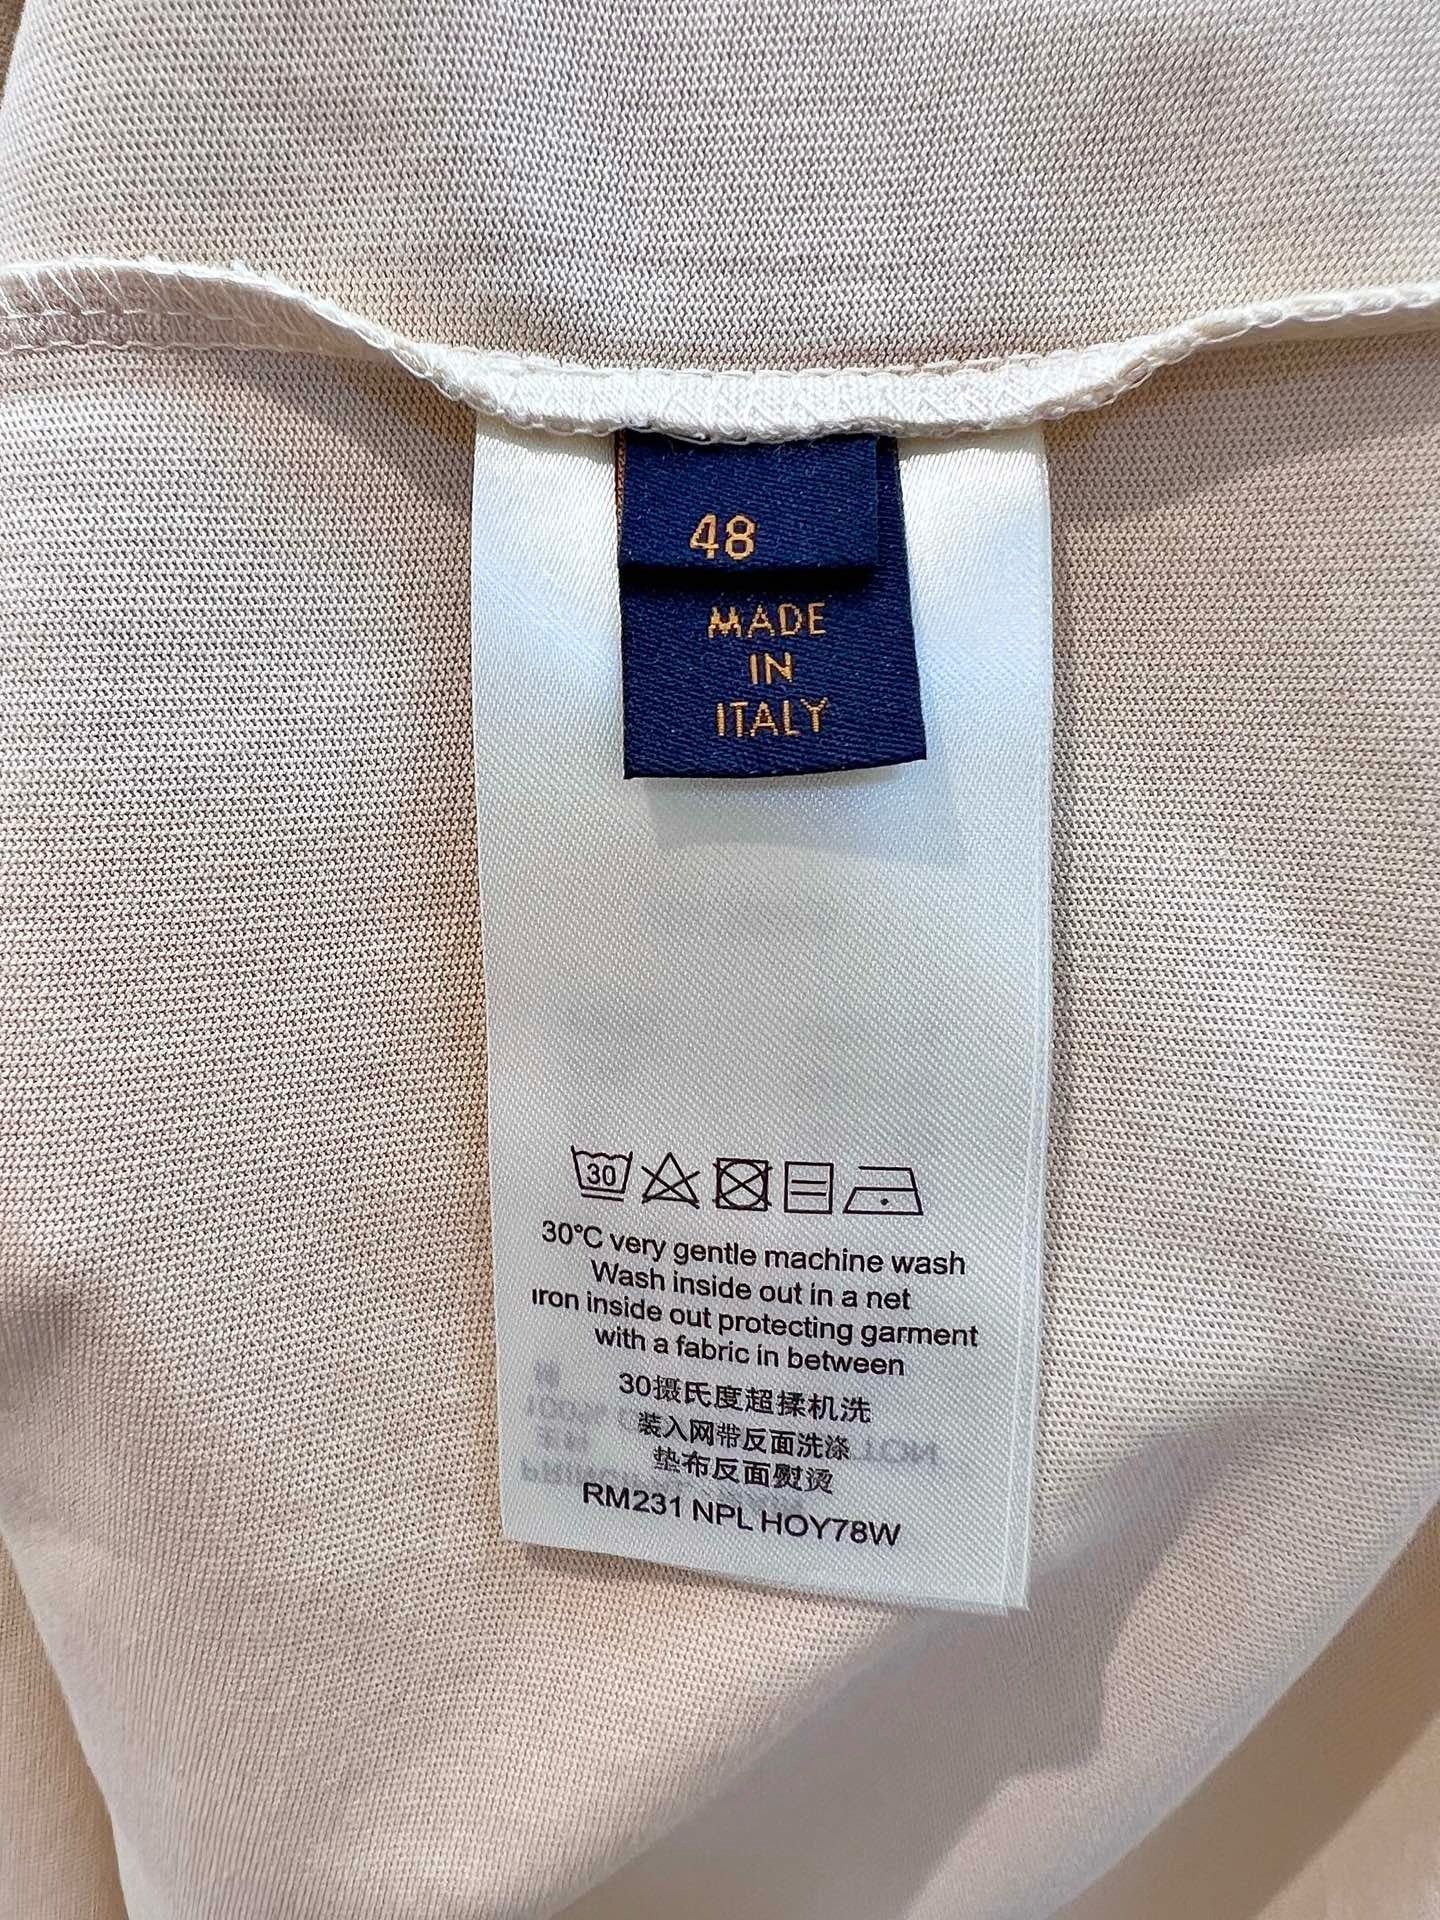 48
MADE
IN
ITALY
30
30°C very gentle machine wash
Wash inside out in a net
Iron inside out protecting garment
with a fabric in between
30摄氏度超揉机洗
装入网带反面洗涤
垫布反面熨烫
RM231 NPL HOY78W